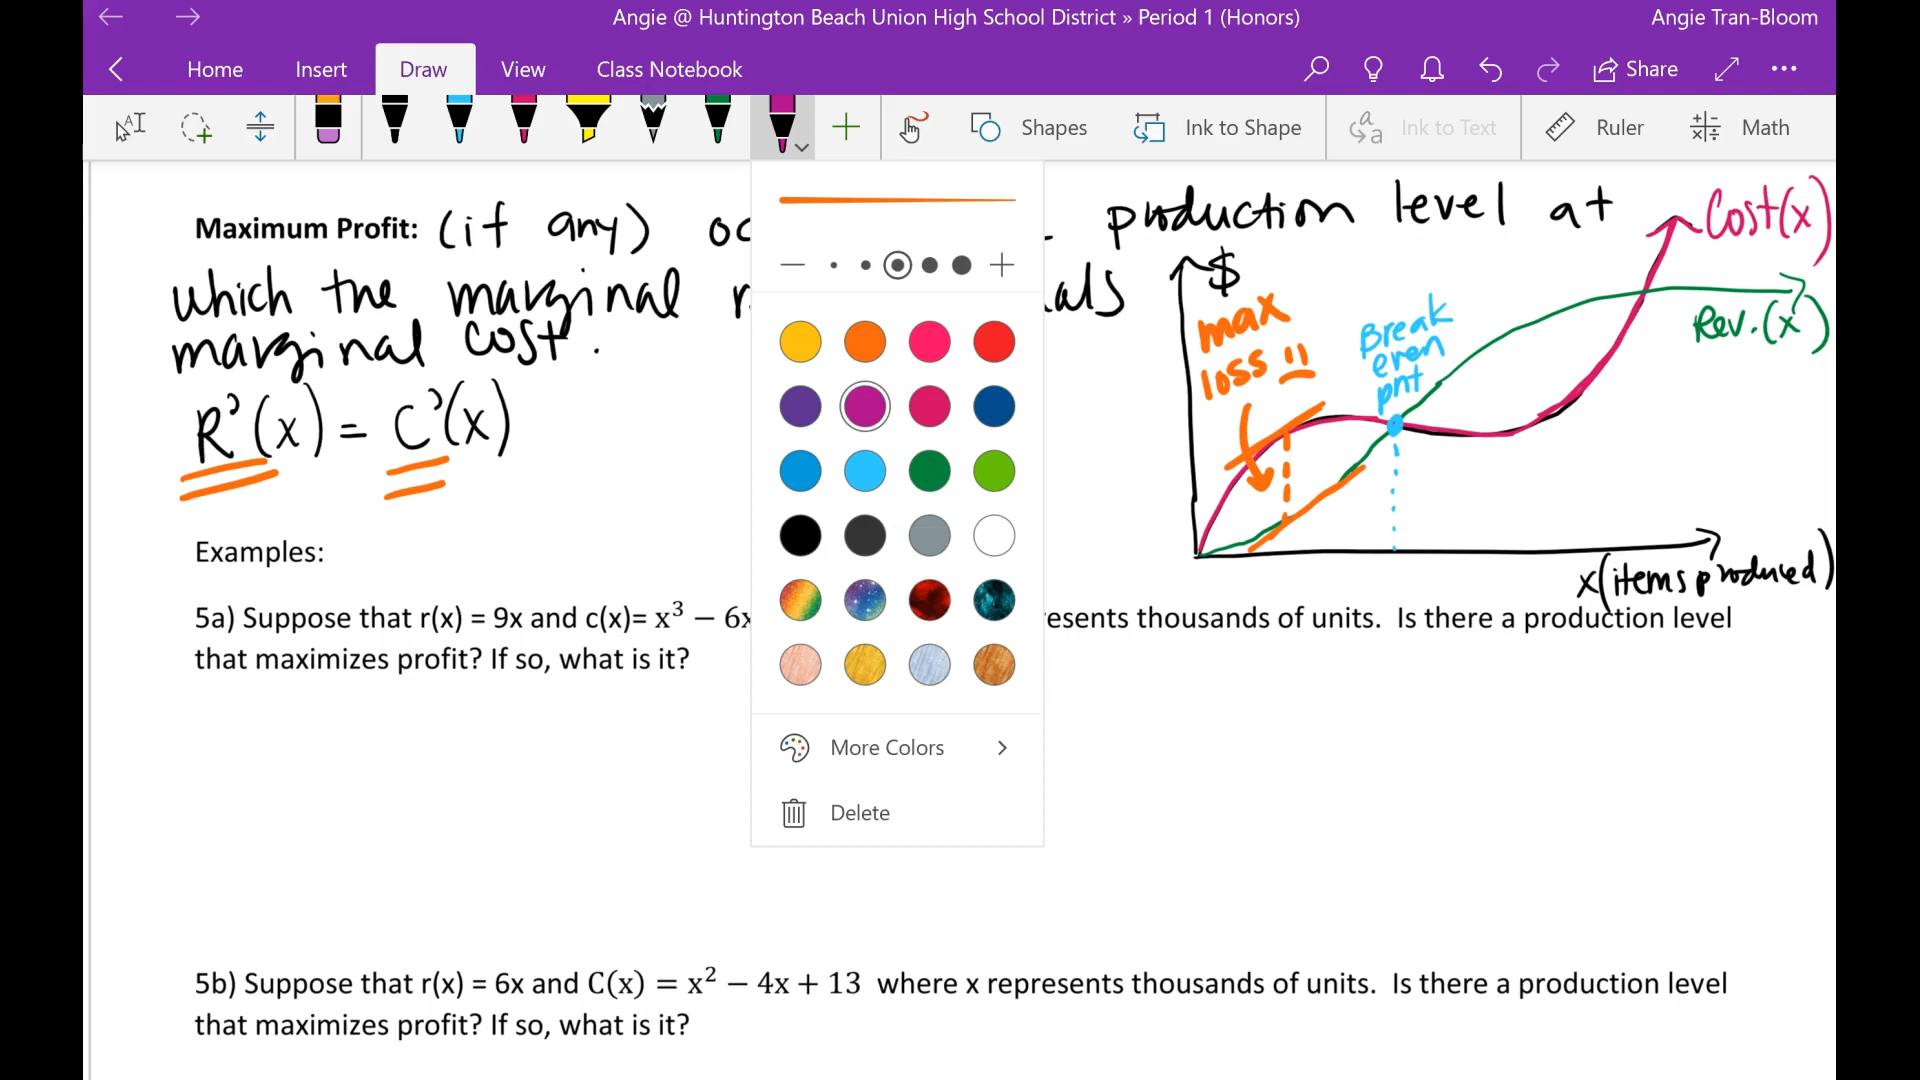 Angie @ Huntington Beach Union High School District » Period 1 (Honors)
Angie Tran-Bloom
Home Insert Draw View Class Notebook
Share
Shapes Ink to Shape Ink to Text Ruler Math
Maximum Profit: (if any) production level at
which the marginal
marginal cost.
R'(x) = C'(x)
$
Cost(x)
Rev.(x)
max
loss
Break
even
pnt
x(items produced)
Examples:
5a) Suppose that r(x) = 9x and c(x)= x³ − 6x thousands of units. Is there a production level
that maximizes profit? If so, what is it?
More Colors
Delete
5b) Suppose that r(x) = 6x and C(x) = x² − 4x + 13 where x represents thousands of units. Is there a production level
that maximizes profit? If so, what is it?